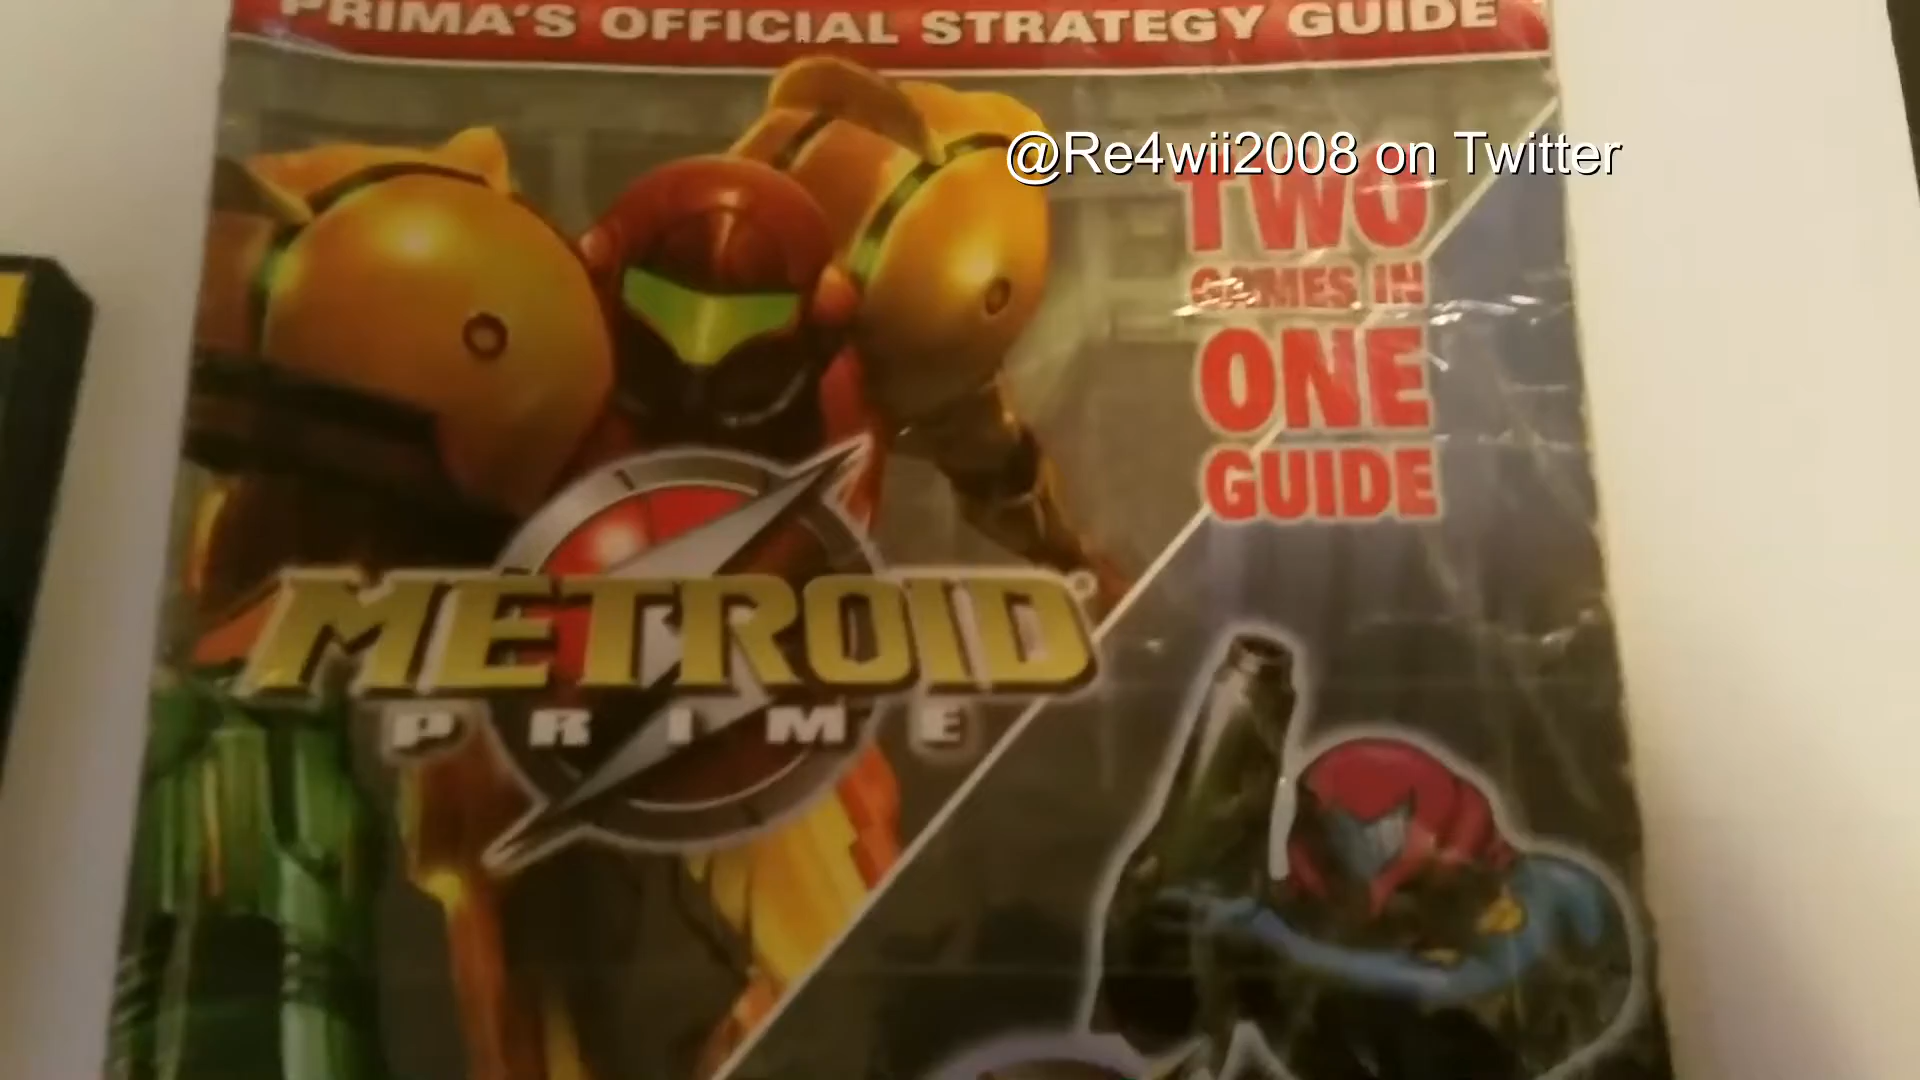 PRIMA'S OFFICIAL STRATEGY GUIDE
@Re4wii2008 on Twitter
TWO
GAMES IN
ONE
GUIDE
METROID®
PRIME